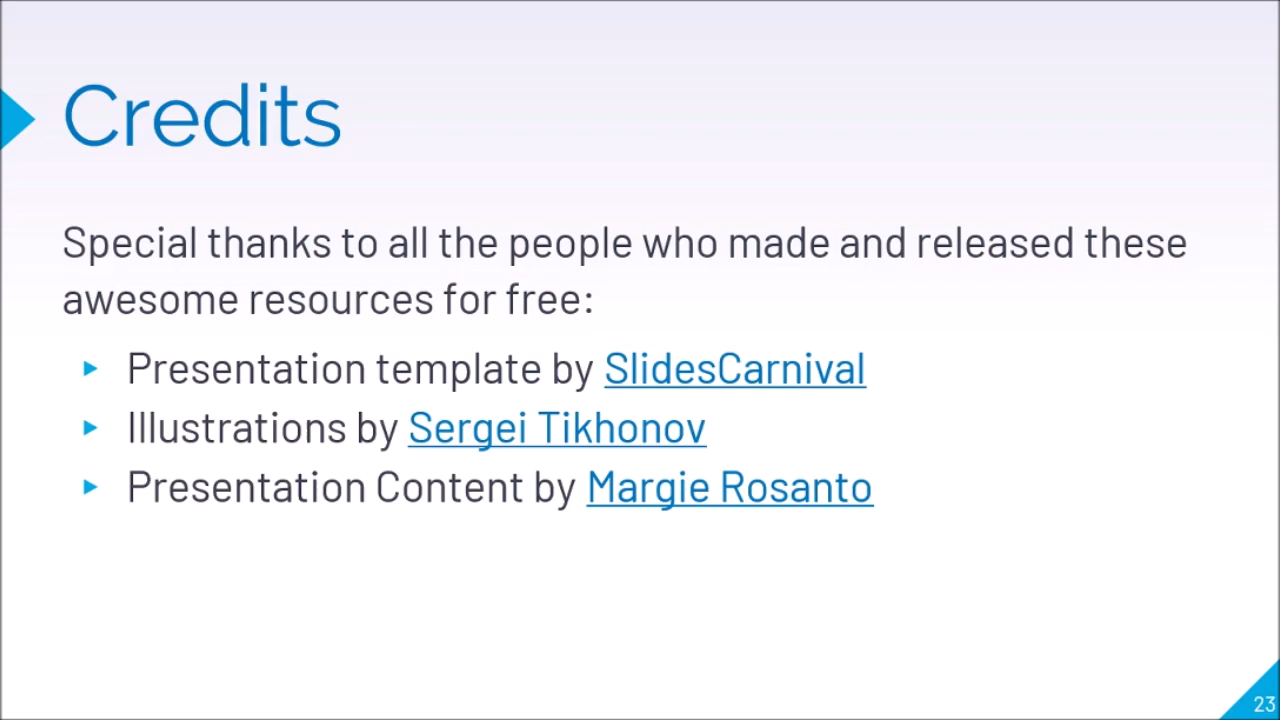 Credits
Special thanks to all the people who made and released these
awesome resources for free:
Presentation template by SlidesCarnival
Illustrations by Sergei Tikhonov
Presentation Content by Margie Rosanto
23